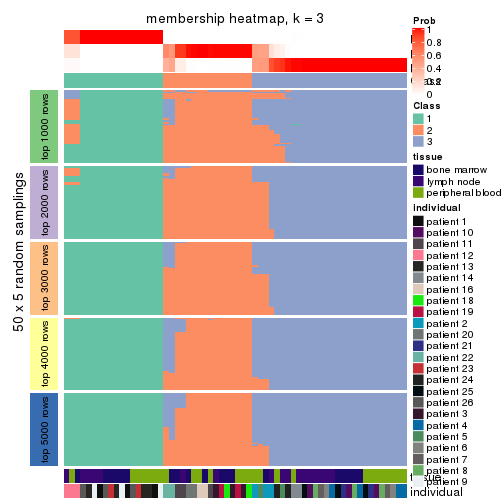 membership heatmap, k = 3
50 x 5 random samplings
top 1000 rows
top 2000 rows
top 3000 rows
top 4000 rows
top 5000 rows
Prob
1
0.8
0.6
0.4
0.2
0
Class
1
2
3
tissue
bone marrow
lymph node
peripheral blood
individual
patient 1
patient 10
patient 11
patient 12
patient 13
patient 14
patient 16
patient 18
patient 19
patient 2
patient 20
patient 21
patient 22
patient 23
patient 24
patient 25
patient 26
patient 3
patient 4
patient 5
patient 6
patient 7
patient 8
patient 9
tissue
individual